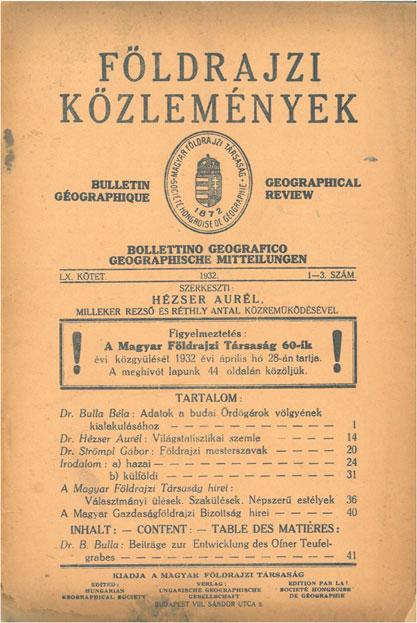 FÖLDRAJZI
KÖZLEMÉNYEK
BULLETIN
GÉOGRAPHIQUE
MAGYAR FÖLDRAJZI TÁRSASÁG
SOCIÉTÉ HONGROISE DE GÉOGRAPHIE
1872
GEOGRAPHICAL
REVIEW
BOLLETTINO GEOGRAFICO
GEOGRAPHISCHE MITTEILUNGEN
LX. KÖTET. 1932. 1—3. SZÁM.
SZERKESZTI:
HÉZSER AURÉL,
MILLEKER REZSŐ ÉS RÉTHLY ANTAL KÖZREMŰKÖDÉSÉVEL
! Figyelmeztetés: !
A Magyar Földrajzi Társaság 60-ik
évi közgyűlését 1932 évi április hó 28-án tartja.
A meghívót lapunk 44 oldalán közöljük.
TARTALOM:
Dr. Bulla Béla: Adatok a budai Ördögárok völgyének
kialakulásához — — — — — — — 1
Dr. Hézser Aurél: Világstatisztikai szemle — — — — 14
Dr. Strömpl Gábor: Földrajzi mesterszavak — — — — 20
Irodalom: a) hazai — — — — — — — 24
b) külföldi — — — — — — — 31
A Magyar Földrajzi Társaság hírei:
Választmányi ülések. Szakülések. Népszerű estélyek 36
A Magyar Gazdaságföldrajzi Bizottság hírei — — — — 40
INHALT: — CONTENT: — TABLE DES MATIÈRES:
Dr. B. Bulla: Beiträge zur Entwicklung des Ofner Teufel-
grabes — — — — — — — — — 41
KIADJA A MAGYAR FÖLDRAJZI TÁRSASÁG
EDITED: VERLAG: EDITION PAR LA:
HUNGARIAN UNGARISCHE GEOGRAPHISCHE SOCIETÉ HONGROISE
GEOGRAPHICAL SOCIETY GESELLSCHAFT DE GÉOGRAPHIE
BUDAPEST VIII, SÁNDOR UTCA 8.